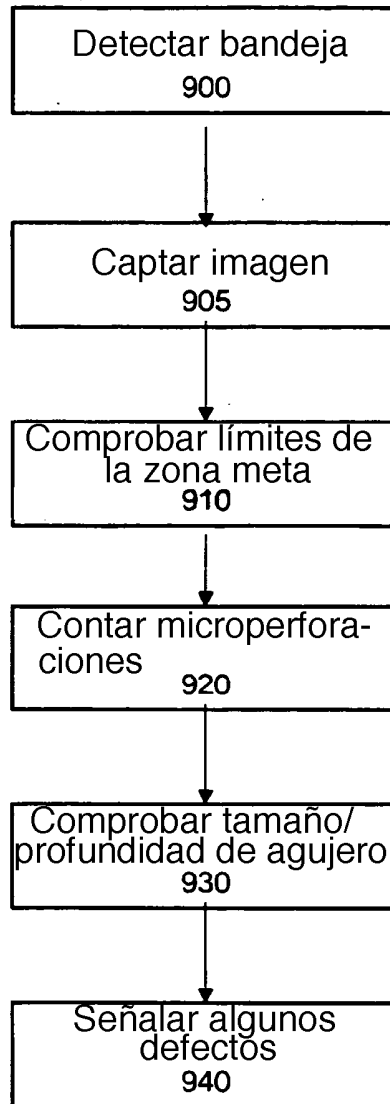 Detectar bandeja
900
Captar imagen
905
Comprobar límites de
la zona meta
910
Contar microperfora-
ciones
920
Comprobar tamaño/
profundidad de agujero
930
Señalar algunos
defectos
940